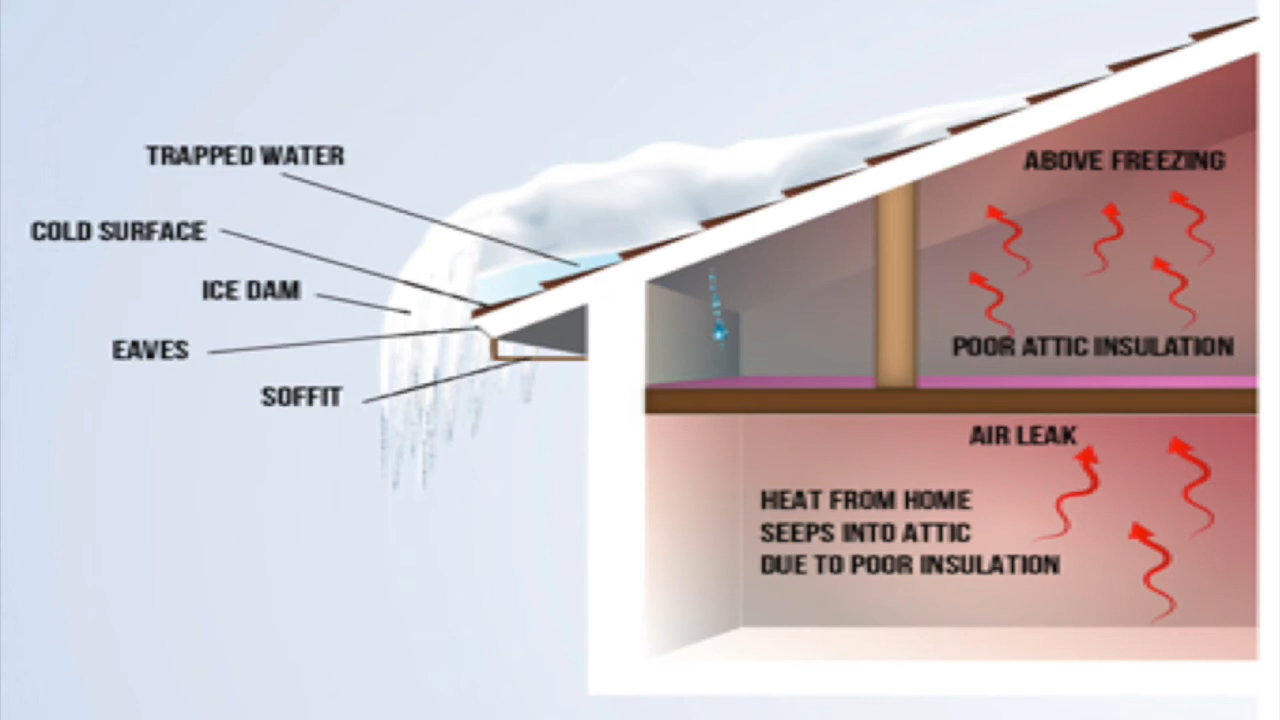 TRAPPED WATER
COLD SURFACE
ICE DAM
EAVES
SOFFIT
ABOVE FREEZING
POOR ATTIC INSULATION
AIR LEAK
HEAT FROM HOME
SEEPS INTO ATTIC
DUE TO POOR INSULATION